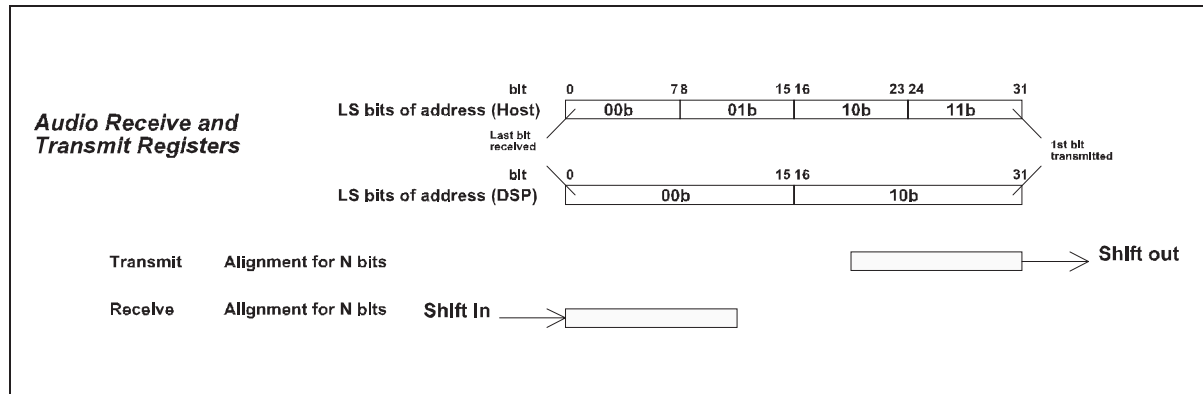 bit 0 7 8 15 16 23 24 31
LS bits of address (Host) 00b 01b 10b 11b
Audio Receive and
Transmit Registers
Last bit
received
1st bit
transmitted
bit 0 15 16 31
LS bits of address (DSP) 00b 10b
Transmit Alignment for N bits Shift out
Receive Alignment for N bits Shift In